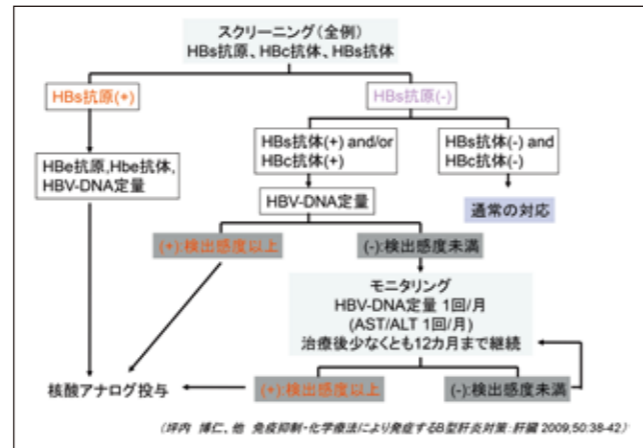 スクリーニング(全例)
HBs抗原、HBc抗体、HBs抗体
HBs抗原(+)
HBs抗原(-)
HBe抗原,Hbe抗体,
HBV-DNA定量
HBs抗体(+) and/or
HBc抗体(+)
HBs抗体(-) and
HBc抗体(-)
HBV-DNA定量
通常の対応
(+):検出感度以上
(-):検出感度未満
モニタリング
HBV-DNA定量 1回/月
(AST/ALT 1回/月)
治療後少なくとも12カ月まで継続
核酸アナログ投与
(+):検出感度以上
(-):検出感度未満
(坪内 博仁、他 免疫抑制・化学療法により発症するB型肝炎対策:肝臓 2009;50:38-42)